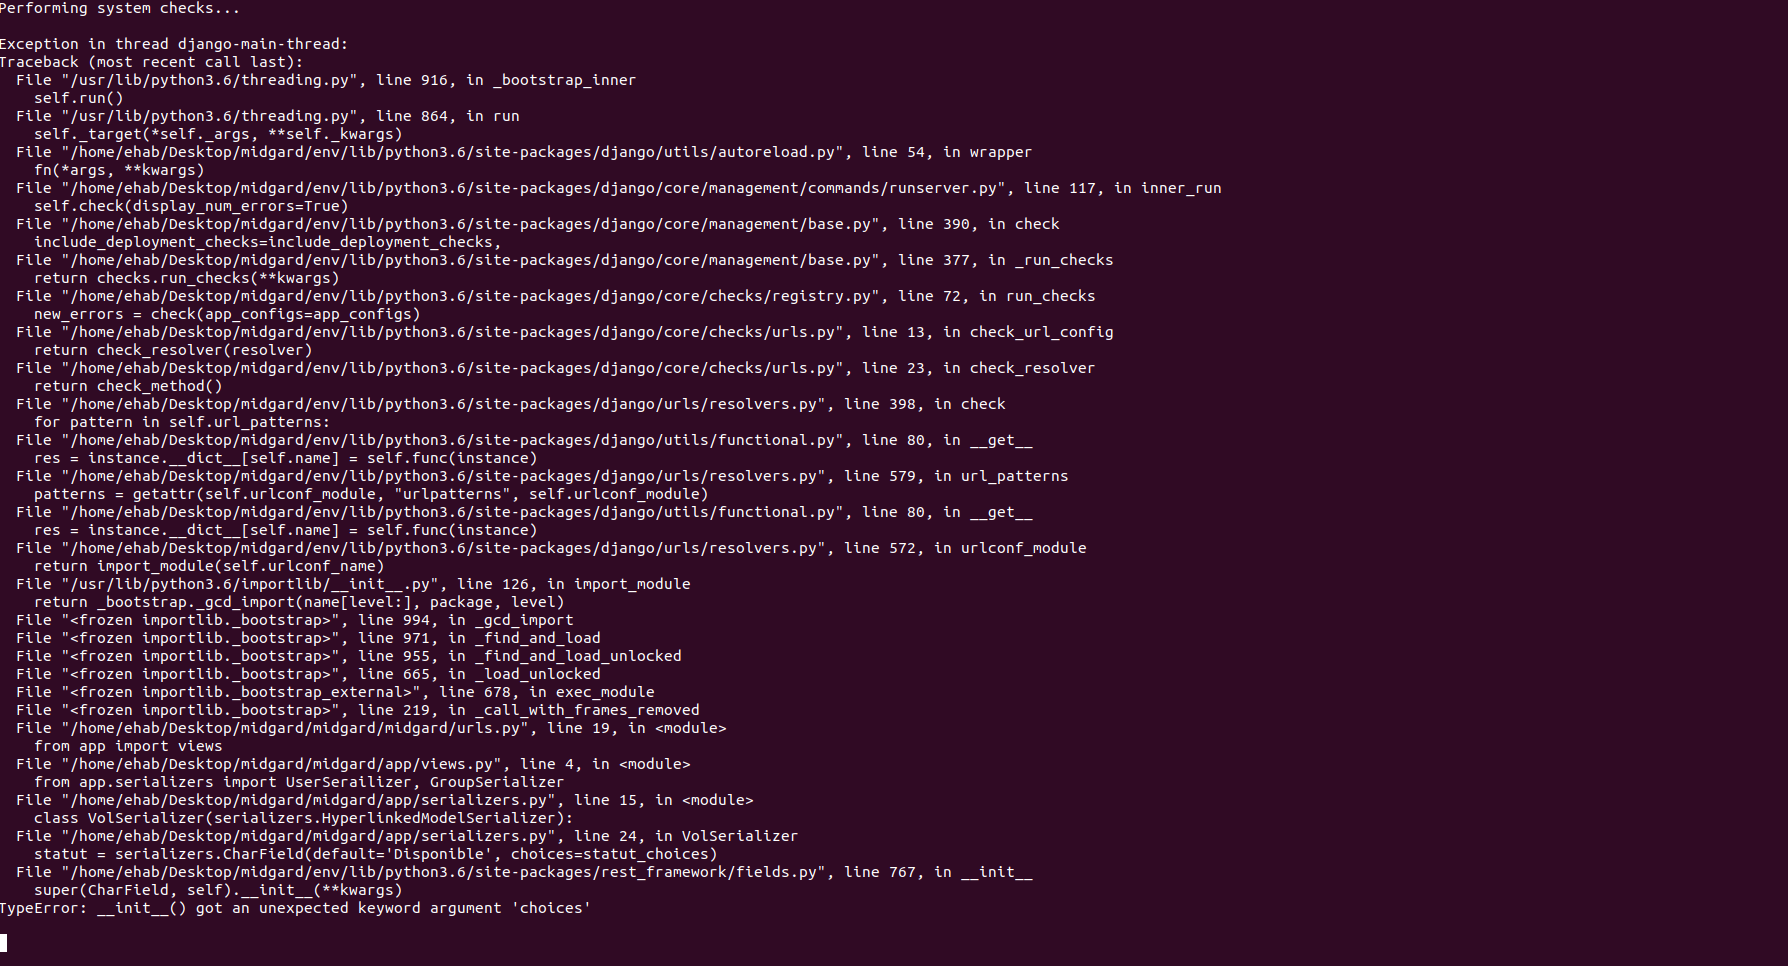 Performing system checks...
Exception in thread django-main-thread:
Traceback (most recent call last):
  File "/usr/lib/python3.6/threading.py", line 916, in _bootstrap_inner
    self.run()
  File "/usr/lib/python3.6/threading.py", line 864, in run
    self._target(*self._args, **self._kwargs)
  File "/home/ehab/Desktop/midgard/env/lib/python3.6/site-packages/django/utils/autoreload.py", line 54, in wrapper
    fn(*args, **kwargs)
  File "/home/ehab/Desktop/midgard/env/lib/python3.6/site-packages/django/core/management/commands/runserver.py", line 117, in inner_run
    self.check(display_num_errors=True)
  File "/home/ehab/Desktop/midgard/env/lib/python3.6/site-packages/django/core/management/base.py", line 390, in check
    include_deployment_checks=include_deployment_checks,
  File "/home/ehab/Desktop/midgard/env/lib/python3.6/site-packages/django/core/management/base.py", line 377, in _run_checks
    return checks.run_checks(**kwargs)
  File "/home/ehab/Desktop/midgard/env/lib/python3.6/site-packages/django/core/checks/registry.py", line 72, in run_checks
    new_errors = check(app_configs=app_configs)
  File "/home/ehab/Desktop/midgard/env/lib/python3.6/site-packages/django/core/checks/urls.py", line 13, in check_url_config
    return check_resolver(resolver)
  File "/home/ehab/Desktop/midgard/env/lib/python3.6/site-packages/django/core/checks/urls.py", line 23, in check_resolver
    return check_method()
  File "/home/ehab/Desktop/midgard/env/lib/python3.6/site-packages/django/urls/resolvers.py", line 398, in check
    for pattern in self.url_patterns:
  File "/home/ehab/Desktop/midgard/env/lib/python3.6/site-packages/django/utils/functional.py", line 80, in __get__
    res = instance.__dict__[self.name] = self.func(instance)
  File "/home/ehab/Desktop/midgard/env/lib/python3.6/site-packages/django/urls/resolvers.py", line 579, in url_patterns
    patterns = getattr(self.urlconf_module, "urlpatterns", self.urlconf_module)
  File "/home/ehab/Desktop/midgard/env/lib/python3.6/site-packages/django/utils/functional.py", line 80, in __get__
    res = instance.__dict__[self.name] = self.func(instance)
  File "/home/ehab/Desktop/midgard/env/lib/python3.6/site-packages/django/urls/resolvers.py", line 572, in urlconf_module
    return import_module(self.urlconf_name)
  File "/usr/lib/python3.6/importlib/__init__.py", line 126, in import_module
    return _bootstrap._gcd_import(name[level:], package, level)
  File "<frozen importlib._bootstrap>", line 994, in _gcd_import
  File "<frozen importlib._bootstrap>", line 971, in _find_and_load
  File "<frozen importlib._bootstrap>", line 955, in _find_and_load_unlocked
  File "<frozen importlib._bootstrap>", line 665, in _load_unlocked
  File "<frozen importlib._bootstrap_external>", line 678, in exec_module
  File "<frozen importlib._bootstrap>", line 219, in _call_with_frames_removed
  File "/home/ehab/Desktop/midgard/midgard/midgard/urls.py", line 19, in <module>
    from app import views
  File "/home/ehab/Desktop/midgard/midgard/app/views.py", line 4, in <module>
    from app.serializers import UserSerailizer, GroupSerializer
  File "/home/ehab/Desktop/midgard/midgard/app/serializers.py", line 15, in <module>
    class VolSerializer(serializers.HyperlinkedModelSerializer):
  File "/home/ehab/Desktop/midgard/midgard/app/serializers.py", line 24, in VolSerializer
    statut = serializers.CharField(default='Disponible', choices=statut_choices)
  File "/home/ehab/Desktop/midgard/env/lib/python3.6/site-packages/rest_framework/fields.py", line 767, in __init__
    super(CharField, self).__init__(**kwargs)
TypeError: __init__() got an unexpected keyword argument 'choices'